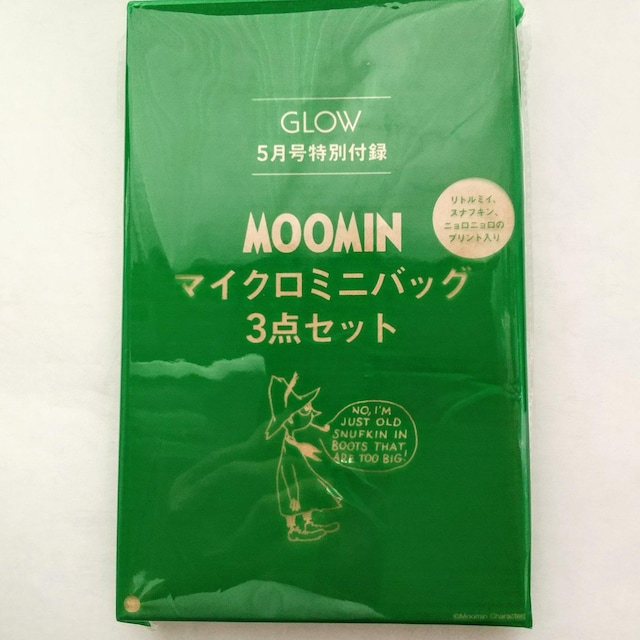 GLOW
5月号特別付録
MOOMIN
リトルミイ、
スナフキン、
ニョロニョロの
プリント入り
マイクロミニバッグ
3点セット
NO, I'M
JUST OLD
SNUFKIN IN
BOOTS THAT
ARE TOO BIG!
©Moomin Characters